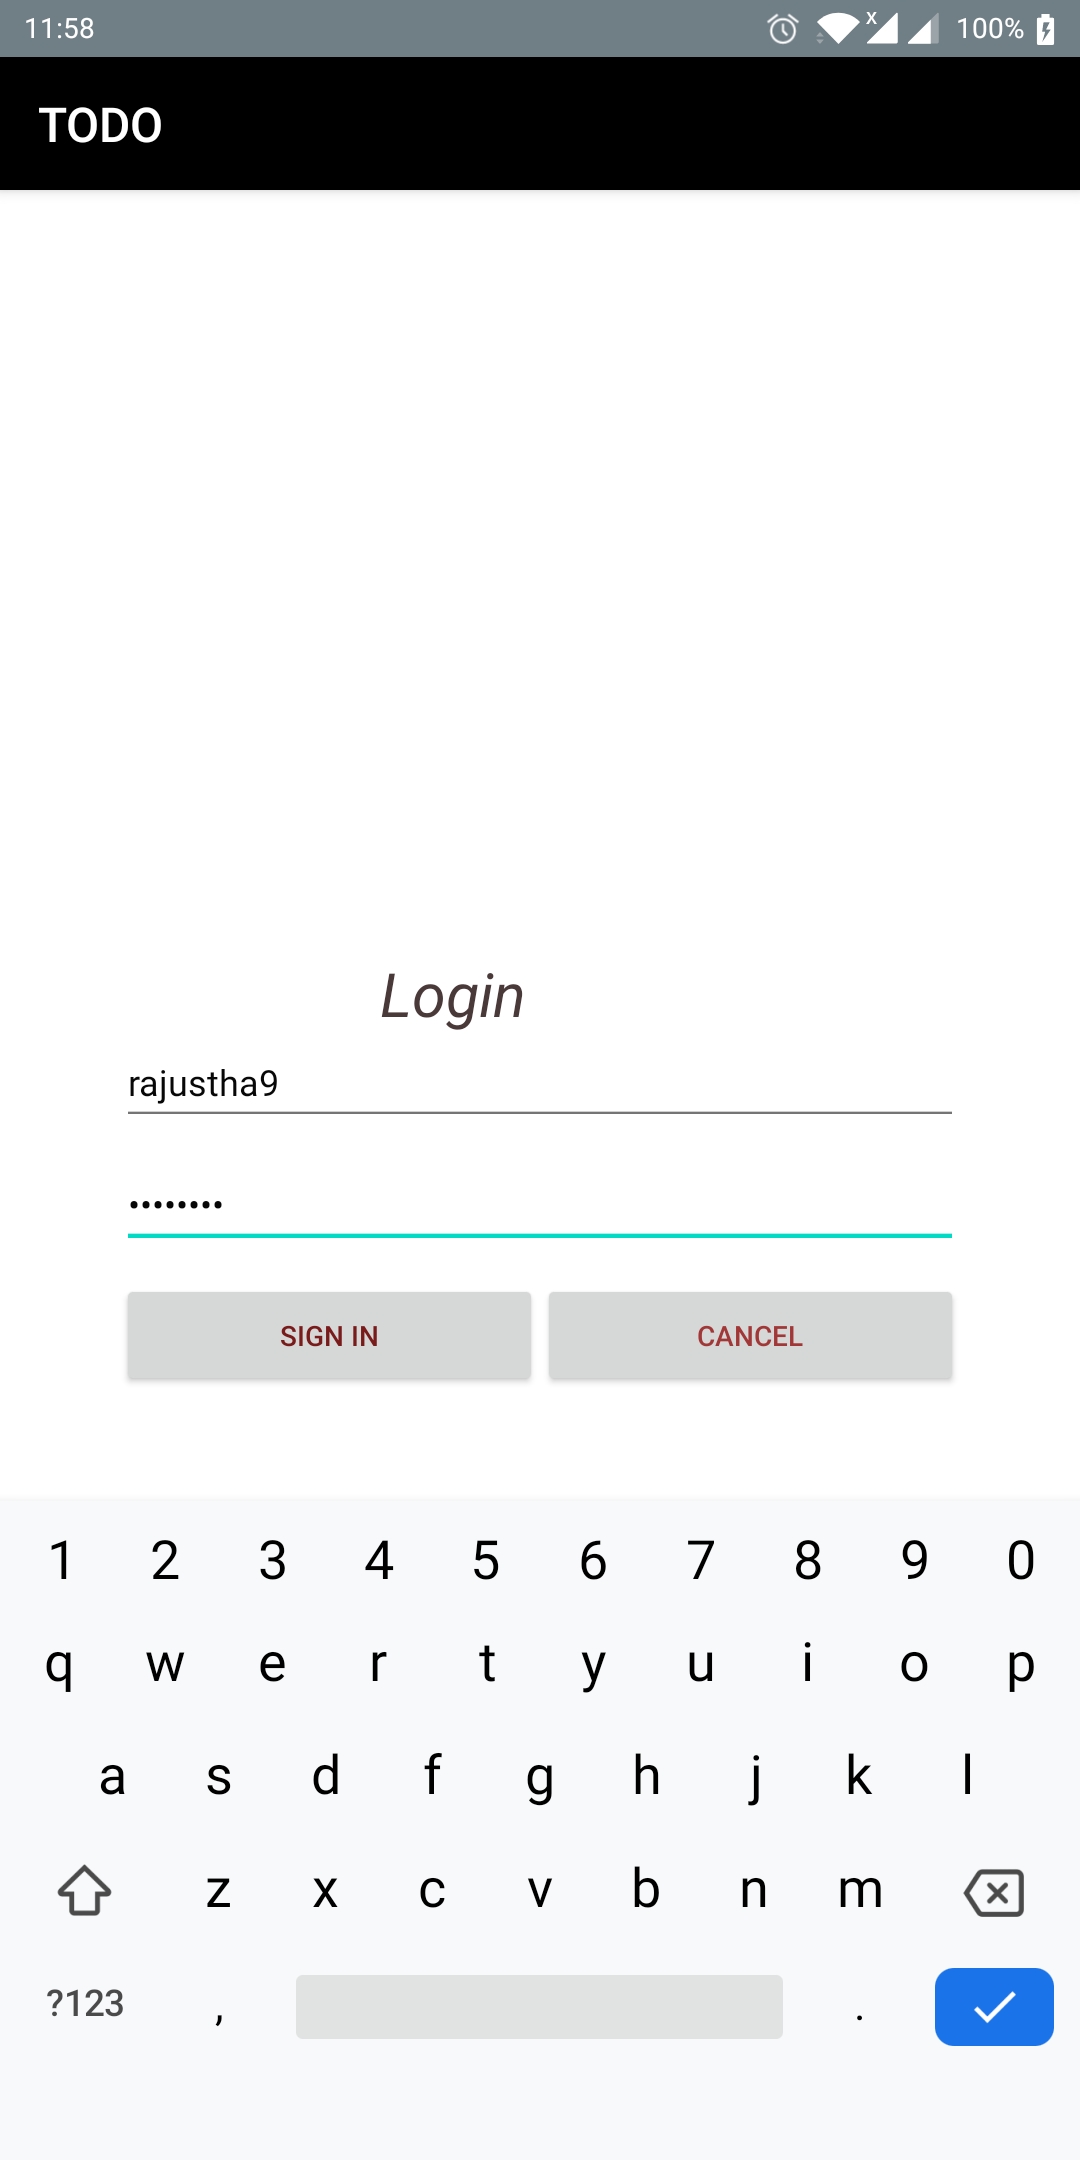 11:58 x 100%
TODO
Login
rajustha9
••••••••
SIGN IN CANCEL
1 2 3 4 5 6 7 8 9 0
q w e r t y u i o p
a s d f g h j k l
z x c v b n m
?123 , .